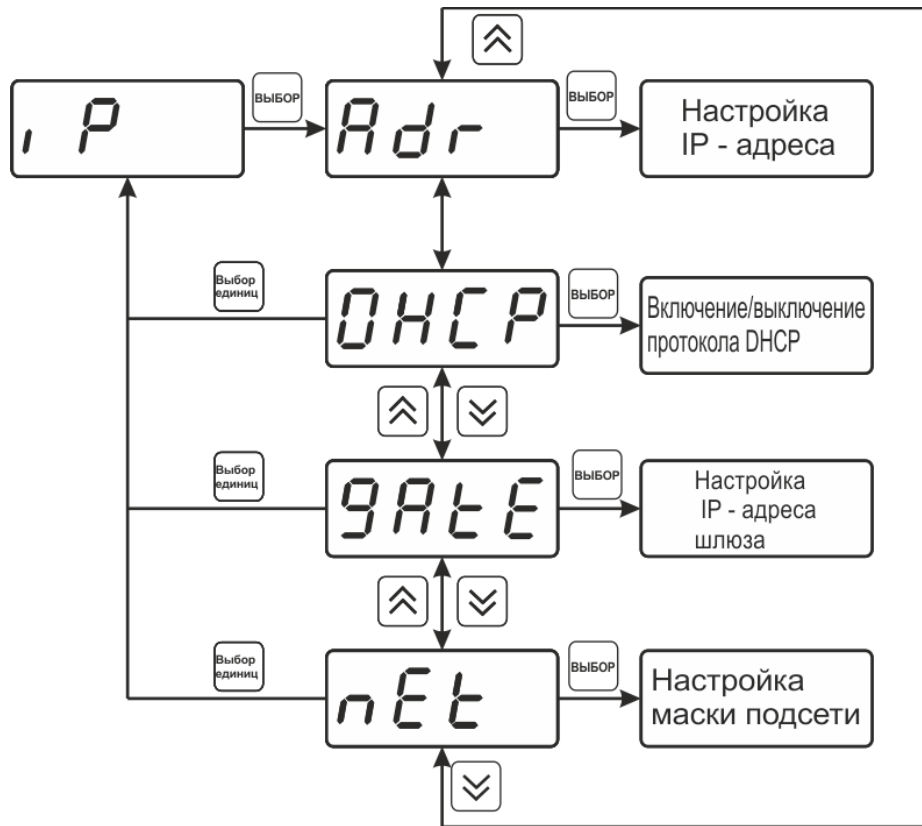 ı P
ВЫБОР
Adr
ВЫБОР
Настройка
IP - адреса
Выбор
единиц
DHCP
ВЫБОР
Включение/выключение
протокола DHCP
Выбор
единиц
gAtE
ВЫБОР
Настройка
IP - адреса
шлюза
Выбор
единиц
nEt
ВЫБОР
Настройка
маски подсети